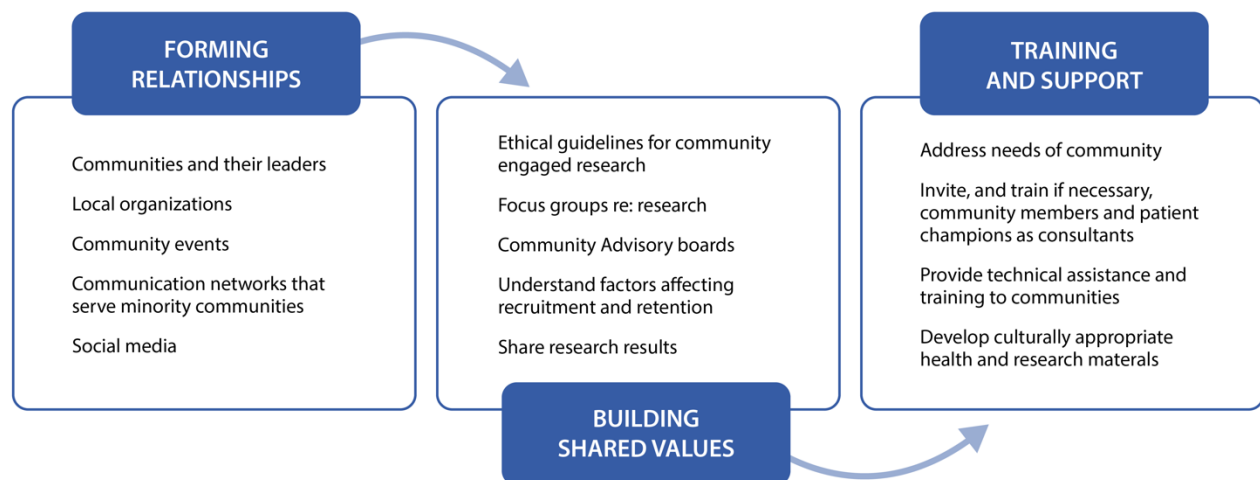 FORMING
RELATIONSHIPS
Communities and their leaders
Local organizations
Community events
Communication networks that
serve minority communities
Social media
Ethical guidelines for community
engaged research
Focus groups re: research
Community Advisory boards
Understand factors affecting
recruitment and retention
Share research results
BUILDING
SHARED VALUES
TRAINING
AND SUPPORT
Address needs of community
Invite, and train if necessary,
community members and patient
champions as consultants
Provide technical assistance and
training to communities
Develop culturally appropriate
health and research materals